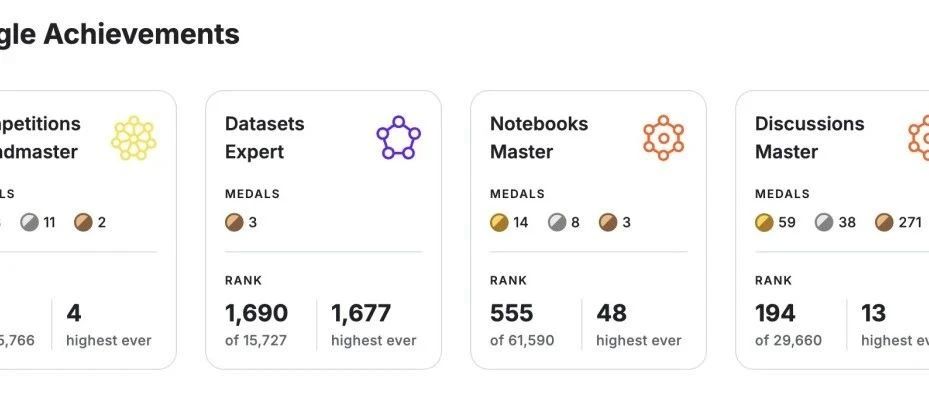 gle Achievements
petitions
dmaster
LS
11
2
4
5,766
highest ever
Datasets
Expert
MEDALS
3
RANK
1,690
1,677
of 15,727
highest ever
Notebooks
Master
MEDALS
14
8
3
RANK
555
48
of 61,590
highest ever
Discussions
Master
MEDALS
59
38
271
RANK
194
13
of 29,660
highest ev